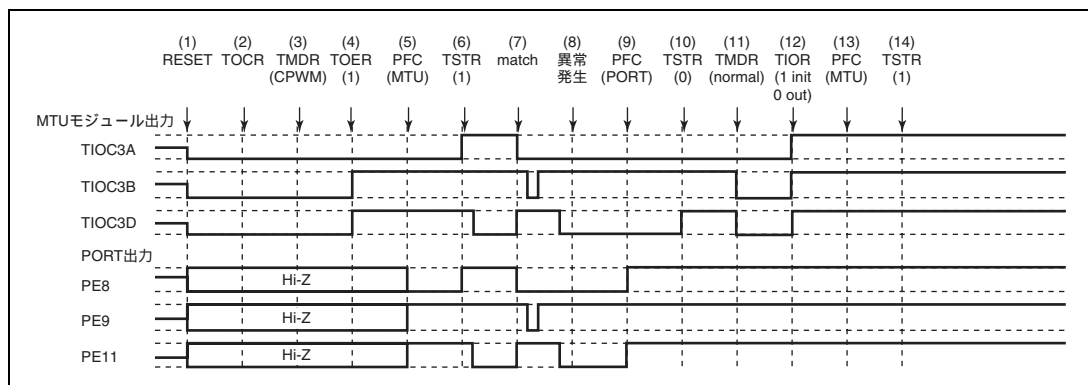 (1) (2) (3) (4) (5) (6) (7) (8) (9) (10) (11) (12) (13) (14)
RESET TOCR TMDR TOER PFC TSTR match 異常 PFC TSTR TMDR TIOR PFC TSTR
(CPWM) (1) (MTU) (1) 発生 (PORT) (0) (normal) (1 init (MTU) (1)
0 out)
MTUモジュール出力
TIOC3A
TIOC3B
TIOC3D
PORT出力
PE8 Hi-Z
PE9 Hi-Z
PE11 Hi-Z